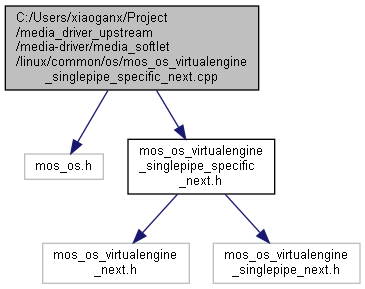 C:/Users/xiaoganx/Project
/media_driver_upstream
/media-driver/media_softlet
/linux/common/os/mos_os_virtualengine
_singlepipe_specific_next.cpp
mos_os.h
mos_os_virtualengine
_singlepipe_specific
_next.h
mos_os_virtualengine
_next.h
mos_os_virtualengine
_singlepipe_next.h